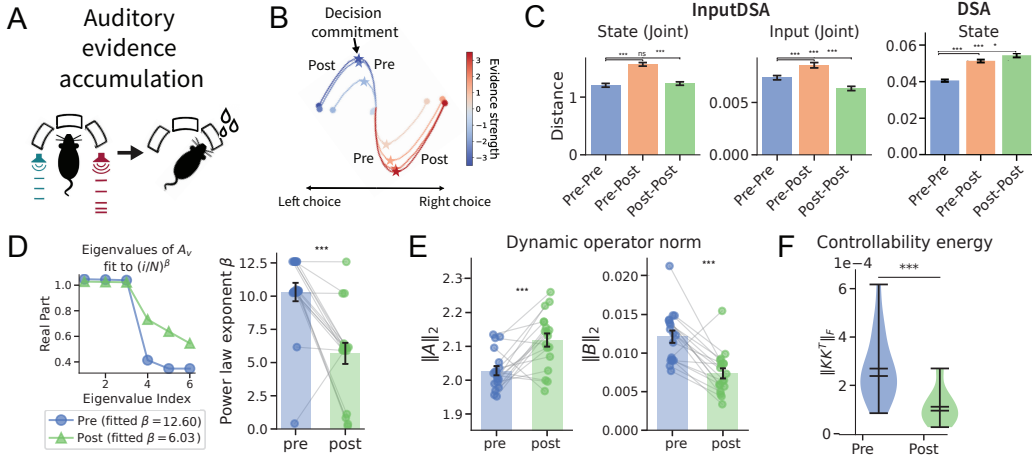 A
Auditory
evidence
accumulation
B
Decision
commitment
Post
Pre
Pre
Post
Left choice
Right choice
Evidence strength
3
2
1
0
−1
−2
−3
C
InputDSA
State (Joint)
Distance
1
0
*** ns ***
Pre-Pre
Pre-Post
Post-Post
Input (Joint)
0.005
0.000
*** *** ***
Pre-Pre
Pre-Post
Post-Post
DSA
State
0.06
0.04
0.02
0.00
*** *** *
Pre-Pre
Pre-Post
Post-Post
D
Eigenvalues of A_v
fit to (i/N)^β
Real Part
1.0
0.8
0.6
0.4
2 4 6
Eigenvalue Index
Pre (fitted β = 12.60)
Post (fitted β = 6.03)
Power law exponent β
12.5
10.0
7.5
5.0
2.5
0.0
***
pre post
E
Dynamic operator norm
‖A‖₂
2.3
2.2
2.1
2.0
1.9
***
pre post
‖B‖₂
0.020
0.015
0.010
0.005
0.000
***
pre post
F
Controllability energy
‖KKᵀ‖_F
6e−4
4
2
0
e−4
***
Pre Post